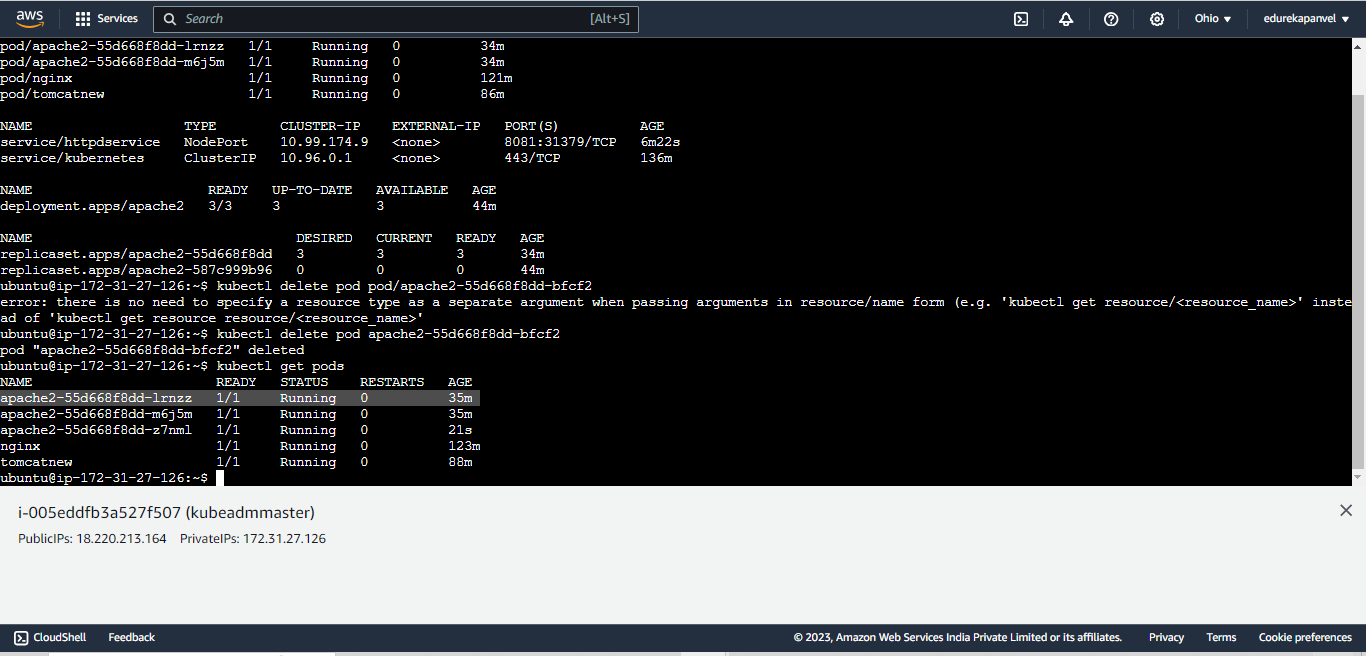 aws Services Search [Alt+S] Ohio edurekapanvel
pod/apache2-55d668f8dd-lrnzz 1/1 Running 0 34m
pod/apache2-55d668f8dd-m6j5m 1/1 Running 0 34m
pod/nginx 1/1 Running 0 121m
pod/tomcatnew 1/1 Running 0 86m
NAME TYPE CLUSTER-IP EXTERNAL-IP PORT(S) AGE
service/httpdservice NodePort 10.99.174.9 <none> 8081:31379/TCP 6m22s
service/kubernetes ClusterIP 10.96.0.1 <none> 443/TCP 136m
NAME READY UP-TO-DATE AVAILABLE AGE
deployment.apps/apache2 3/3 3 3 44m
NAME DESIRED CURRENT READY AGE
replicaset.apps/apache2-55d668f8dd 3 3 3 34m
replicaset.apps/apache2-587c999b96 0 0 0 44m
ubuntu@ip-172-31-27-126:~$ kubectl delete pod pod/apache2-55d668f8dd-bfcf2
error: there is no need to specify a resource type as a separate argument when passing arguments in resource/name form (e.g. 'kubectl get resource/<resource_name>' inste
ad of 'kubectl get resource resource/<resource_name>'
ubuntu@ip-172-31-27-126:~$ kubectl delete pod apache2-55d668f8dd-bfcf2
pod "apache2-55d668f8dd-bfcf2" deleted
ubuntu@ip-172-31-27-126:~$ kubectl get pods
NAME READY STATUS RESTARTS AGE
apache2-55d668f8dd-lrnzz 1/1 Running 0 35m
apache2-55d668f8dd-m6j5m 1/1 Running 0 35m
apache2-55d668f8dd-z7nml 1/1 Running 0 21s
nginx 1/1 Running 0 123m
tomcatnew 1/1 Running 0 88m
ubuntu@ip-172-31-27-126:~$
i-005eddfb3a527f507 (kubeadmmaster)
PublicIPs: 18.220.213.164 PrivateIPs: 172.31.27.126
CloudShell Feedback © 2023, Amazon Web Services India Private Limited or its affiliates. Privacy Terms Cookie preferences